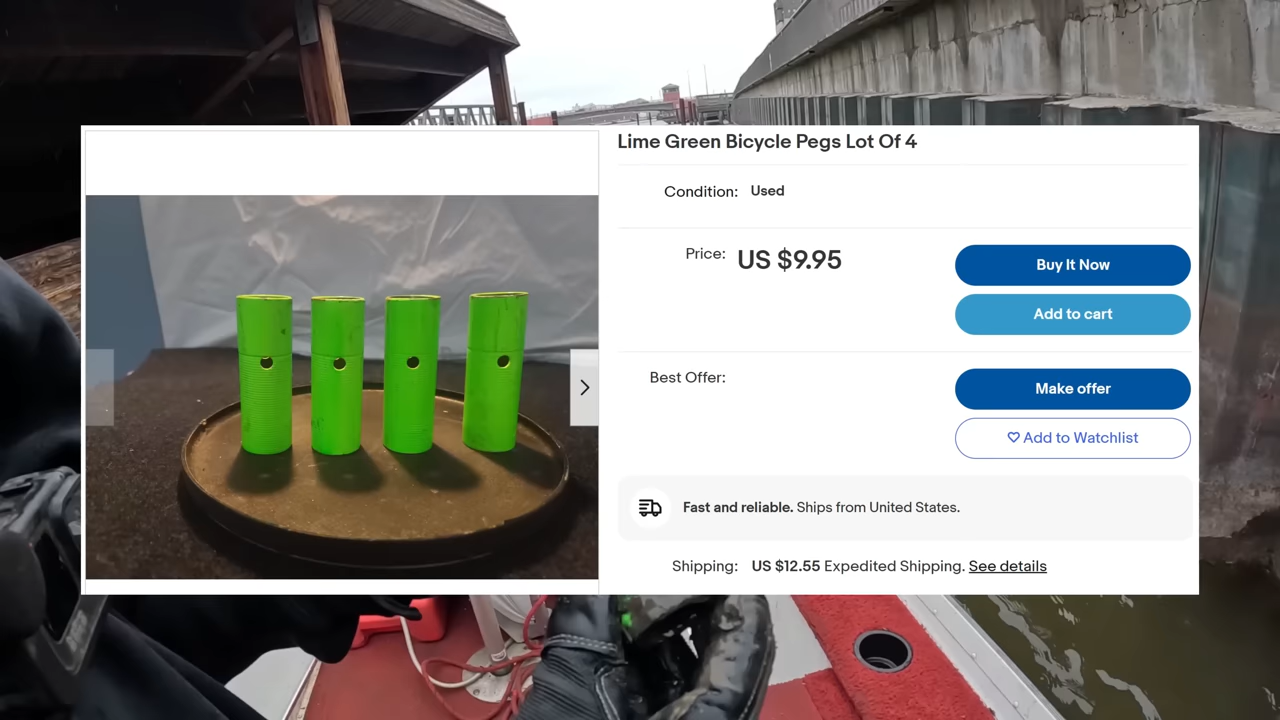 Lime Green Bicycle Pegs Lot Of 4
Condition: Used
Price: US $9.95
Buy It Now
Add to cart
Best Offer:
Make offer
Add to Watchlist
Fast and reliable. Ships from United States.
Shipping: US $12.55 Expedited Shipping. See details